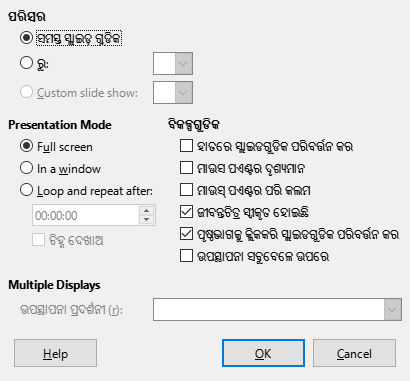 ପରିସ୍ବର
ସମସ୍ତ ସ୍ଲାଇଡ଼ ଗୁଡିକ
ରୁ:
Custom slide show:
Presentation Mode
Full screen
In a window
Loop and repeat after:
00:00:00
ଚିହ୍ନ ଦେଖାଅ
ବିକଳ୍ପଗୁଡିକ
ହାତରେ ସ୍ଲାଇଡଗୁଡିକ ପରିବର୍ତ୍ତନ କର
ମାଉସ ପଏଣ୍ଟର ଦୃଶ୍ୟମାନ
ମାଉସ୍ ପଏଣ୍ଟର ପରି କଲମ
ଜୀବନ୍ତଚିତ୍ର ସ୍ବୀକୃତ ହୋଇଛି
ପୃଷ୍ଠଭାଗକୁ କ୍ଲିକକରି ସ୍ଲାଇଡଗୁଡିକ ପରିବର୍ତ୍ତନ କର
ଉପସ୍ଥାପନା ସବୁବେଳେ ଉପରେ
Multiple Displays
ଉପସ୍ଥାପନା ପ୍ରଦର୍ଶନୀ (r):
Help
OK
Cancel